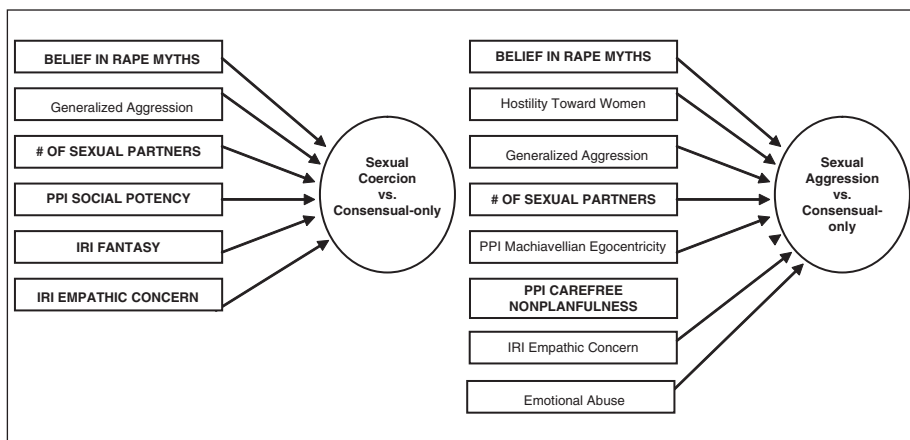 BELIEF IN RAPE MYTHS
Generalized Aggression
# OF SEXUAL PARTNERS
PPI SOCIAL POTENCY
IRI FANTASY
IRI EMPATHIC CONCERN
Sexual
Coercion
vs.
Consensual-only
BELIEF IN RAPE MYTHS
Hostility Toward Women
Generalized Aggression
# OF SEXUAL PARTNERS
PPI Machiavellian Egocentricity
PPI CAREFREE
NONPLANFULNESS
IRI Empathic Concern
Emotional Abuse
Sexual
Aggression
vs.
Consensual-
only